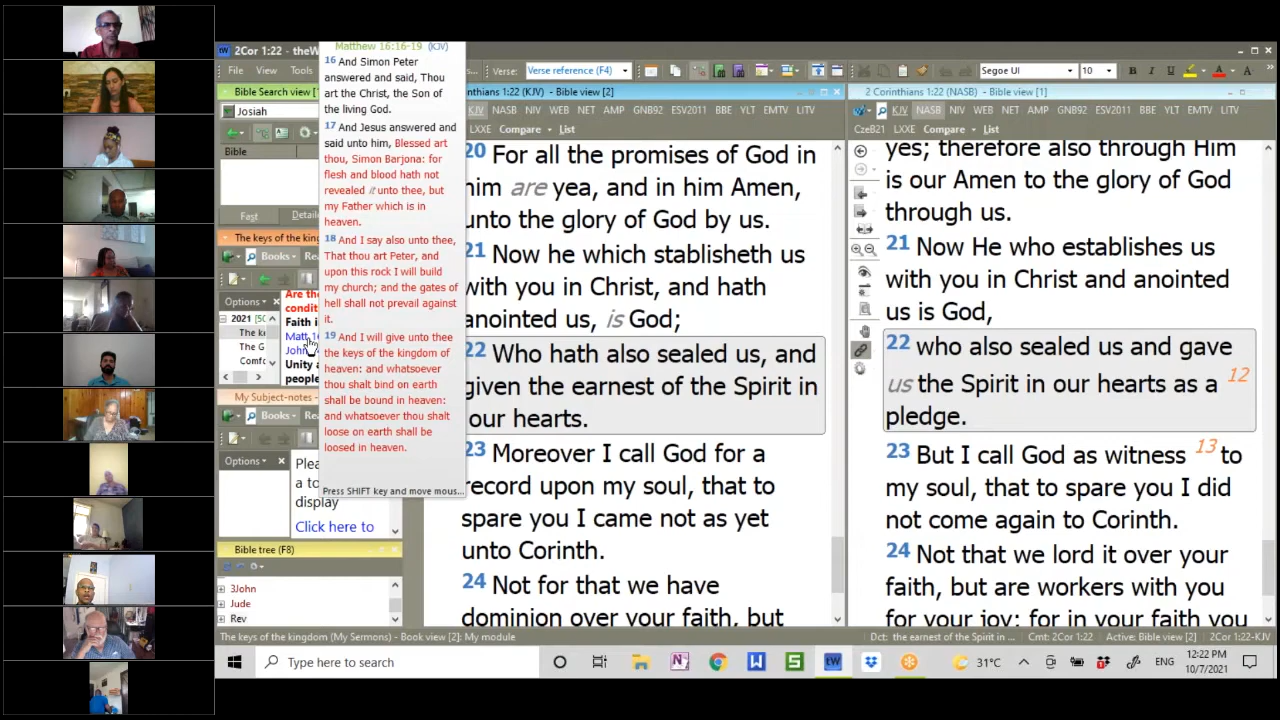 2Cor 1:22 - theW
File View Tools
Bible Search view [1
Josiah
Bible
Fast Detaile
The keys of the king
Books Rea
Options
Are the
condit
Faith i
2021 [50
The k
The G
Comfo
Matt 1
John
Unity a
people
My Subject-notes
Books Rea
Options
Plea
a to
display
Click here to
Bible tree (F8)
3John
Jude
Rev
Matthew 16:16-19 (KJV)
16 And Simon Peter
answered and said, Thou
art the Christ, the Son of
the living God.
17 And Jesus answered and
said unto him, Blessed art
thou, Simon Barjona: for
flesh and blood hath not
revealed it unto thee, but
my Father which is in
heaven.
18 And I say also unto thee,
That thou art Peter, and
upon this rock I will build
my church; and the gates of
hell shall not prevail against
it.
19 And I will give unto thee
the keys of the kingdom of
heaven: and whatsoever
thou shalt bind on earth
shall be bound in heaven:
and whatsoever thou shalt
loose on earth shall be
loosed in heaven.
Press SHIFT key and move mous...
Verse: Verse reference (F4)
Segoe UI 10 B I U A
nthians 1:22 (KJV) - Bible view [2]
KJV NASB NIV WEB NET AMP GNB92 ESV2011 BBE YLT EMTV LITV
LXXE Compare List
20 For all the promises of God in
him are yea, and in him Amen,
unto the glory of God by us.
21 Now he which stablisheth us
with you in Christ, and hath
anointed us, is God;
22 Who hath also sealed us, and
given the earnest of the Spirit in
our hearts.
23 Moreover I call God for a
record upon my soul, that to
spare you I came not as yet
unto Corinth.
24 Not for that we have
dominion over your faith, but
2 Corinthians 1:22 (NASB) - Bible view [1]
KJV NASB NIV WEB NET AMP GNB92 ESV2011 BBE YLT EMTV LITV
CzeB21 LXXE Compare List
yes; therefore also through Him
is our Amen to the glory of God
through us.
21 Now He who establishes us
with you in Christ and anointed
us is God,
22 who also sealed us and gave
us the Spirit in our hearts as a 12
pledge.
23 But I call God as witness 13 to
my soul, that to spare you I did
not come again to Corinth.
24 Not that we lord it over your
faith, but are workers with you
for your joy; for in your faith you
The keys of the kingdom (My Sermons) - Book view [2]: My module
Dct: the earnest of the Spirit in ... Cmt: 2Cor 1:22 Active: Bible view [2] 2Cor 1:22-KJV
Type here to search
31°C
ENG
12:22 PM
10/7/2021